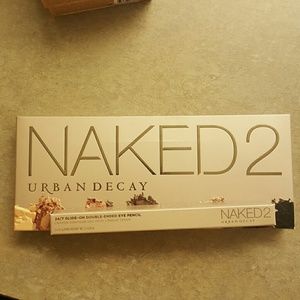 NAKED2
URBAN DECAY
24/7 GLIDE-ON DOUBLE-ENDED EYE PENCIL
NAKED2
URBAN DECAY